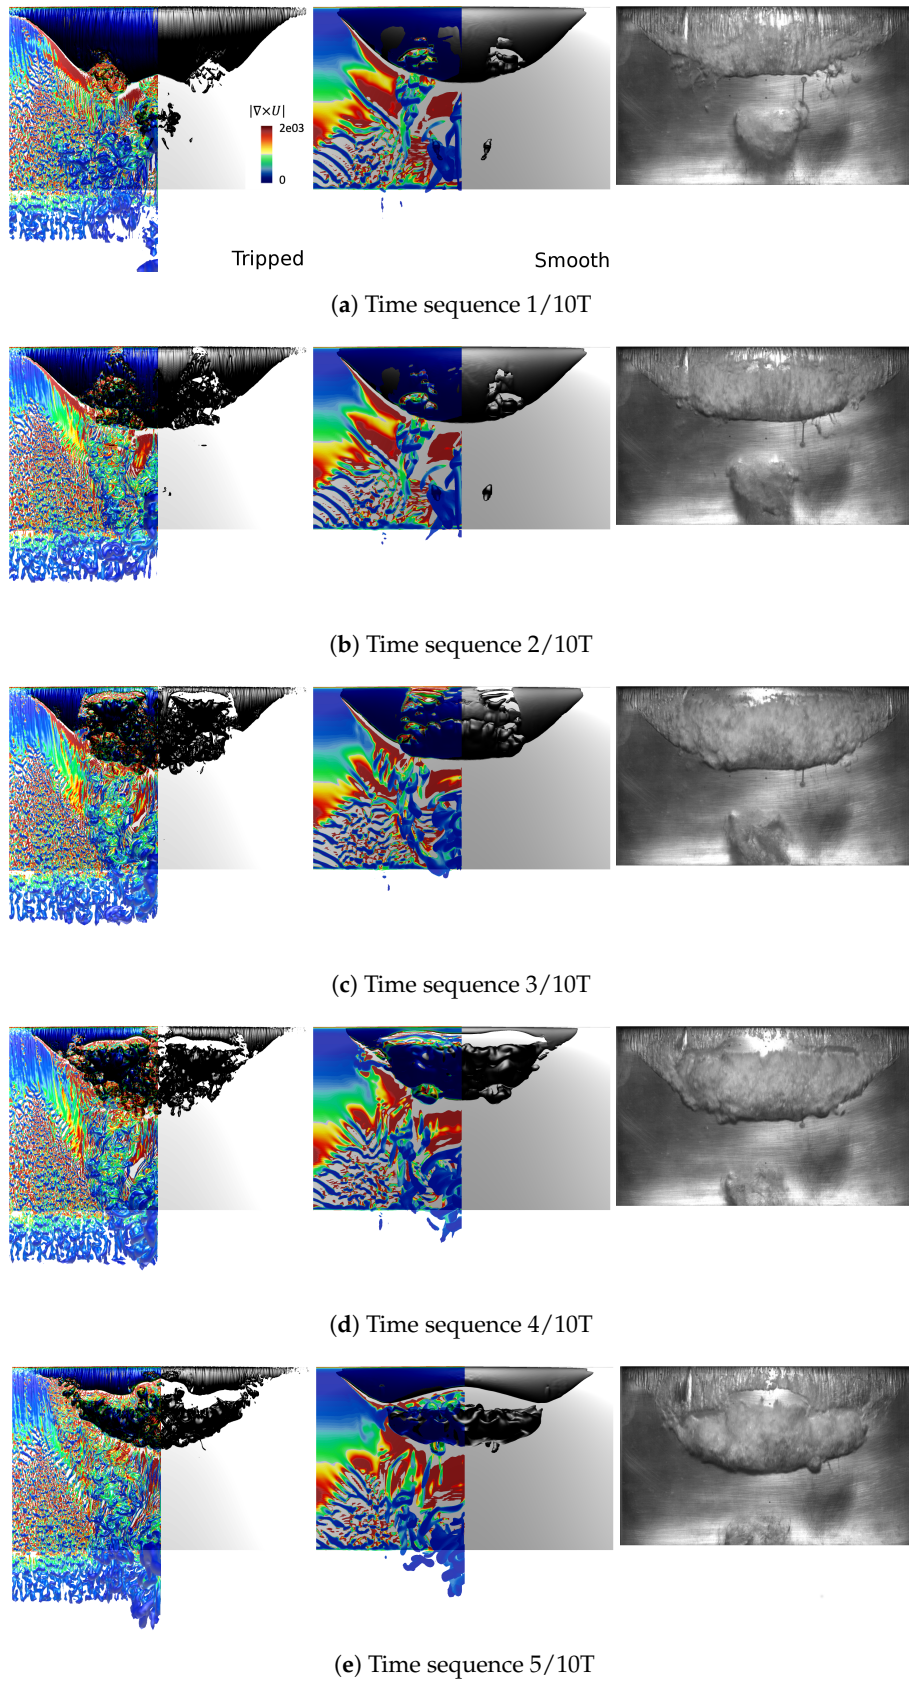 |∇×U|
2e03
0
Tripped
Smooth
(a) Time sequence 1/10T
(b) Time sequence 2/10T
(c) Time sequence 3/10T
(d) Time sequence 4/10T
(e) Time sequence 5/10T